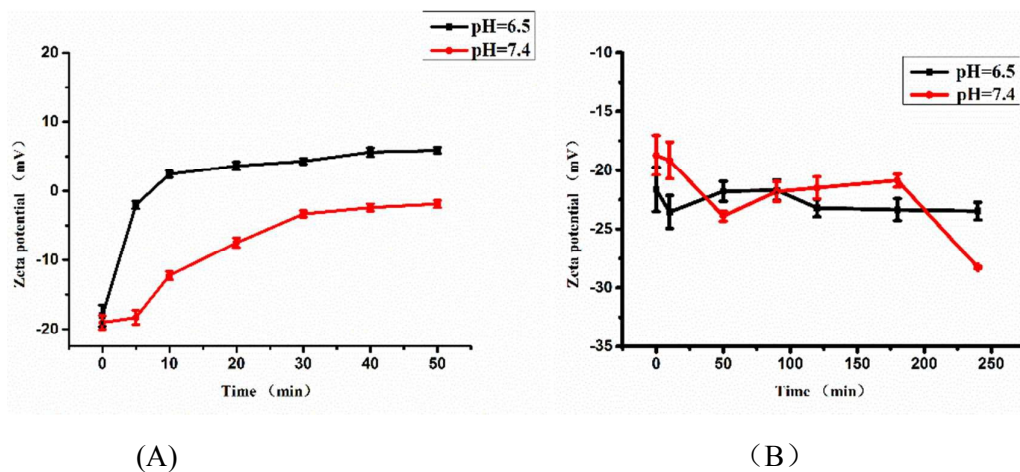 pH=6.5
pH=7.4
20
10
0
-10
-20
Zeta potential (mV)
0 10 20 30 40 50
Time （min）
(A)
pH=6.5
pH=7.4
-10
-15
-20
-25
-30
-35
Zeta potential (mV)
0 50 100 150 200 250
Time （min）
（B）